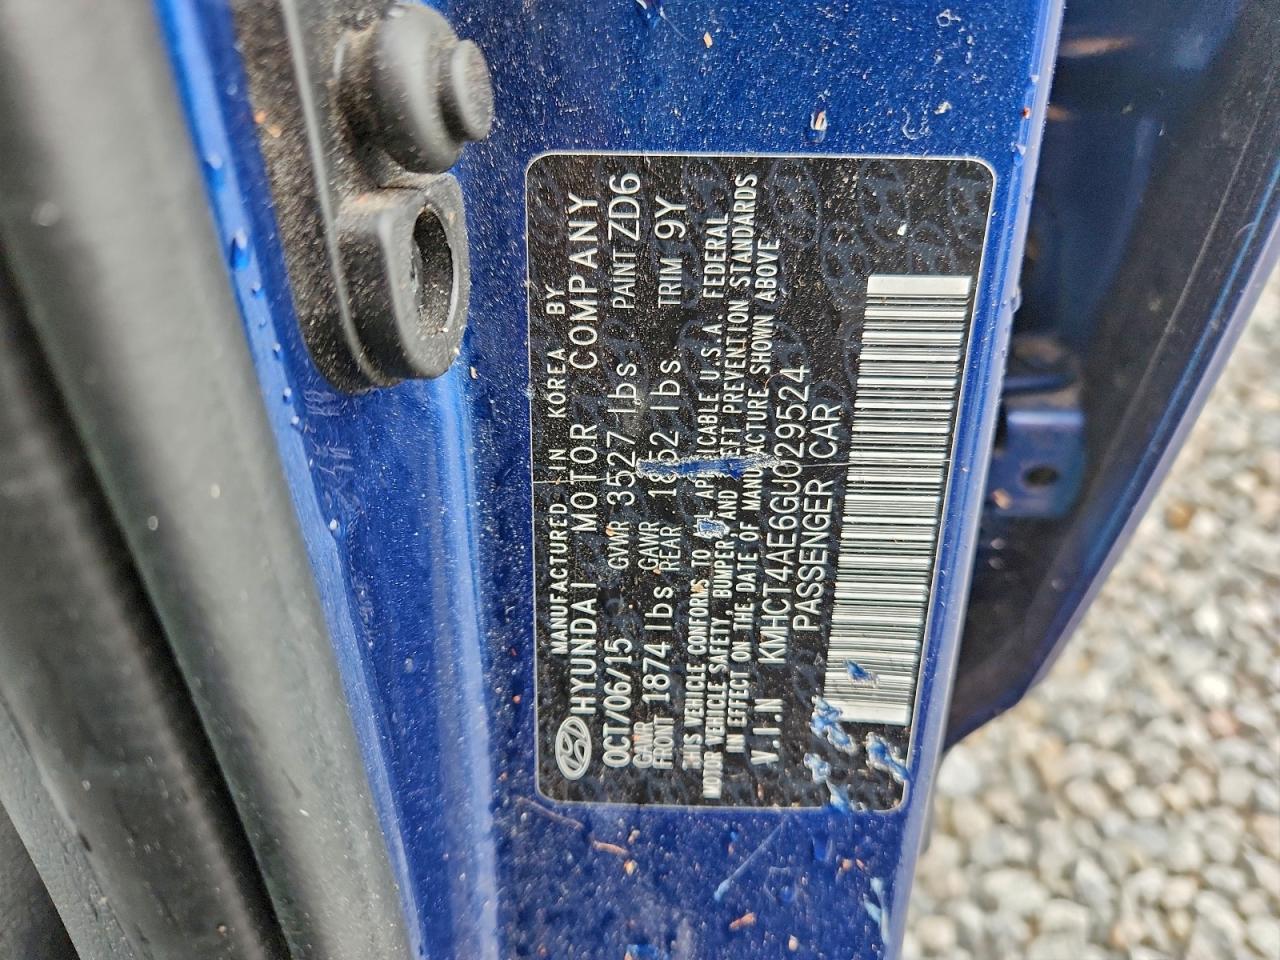 MANUFACTURED IN KOREA BY
HYUNDAI MOTOR COMPANY
OCT/06/15 GVWR 3527 lbs PAINT ZD6
GAWR FRONT 1874 lbs GAWR REAR 1852 lbs TRIM 9Y
THIS VEHICLE CONFORMS TO ALL APPLICABLE U.S.A. FEDERAL
MOTOR VEHICLE SAFETY, BUMPER, AND THEFT PREVENTION STANDARDS
IN EFFECT ON THE DATE OF MANUFACTURE SHOWN ABOVE
V.I.N KMHCT4AE6GU029524
PASSENGER CAR